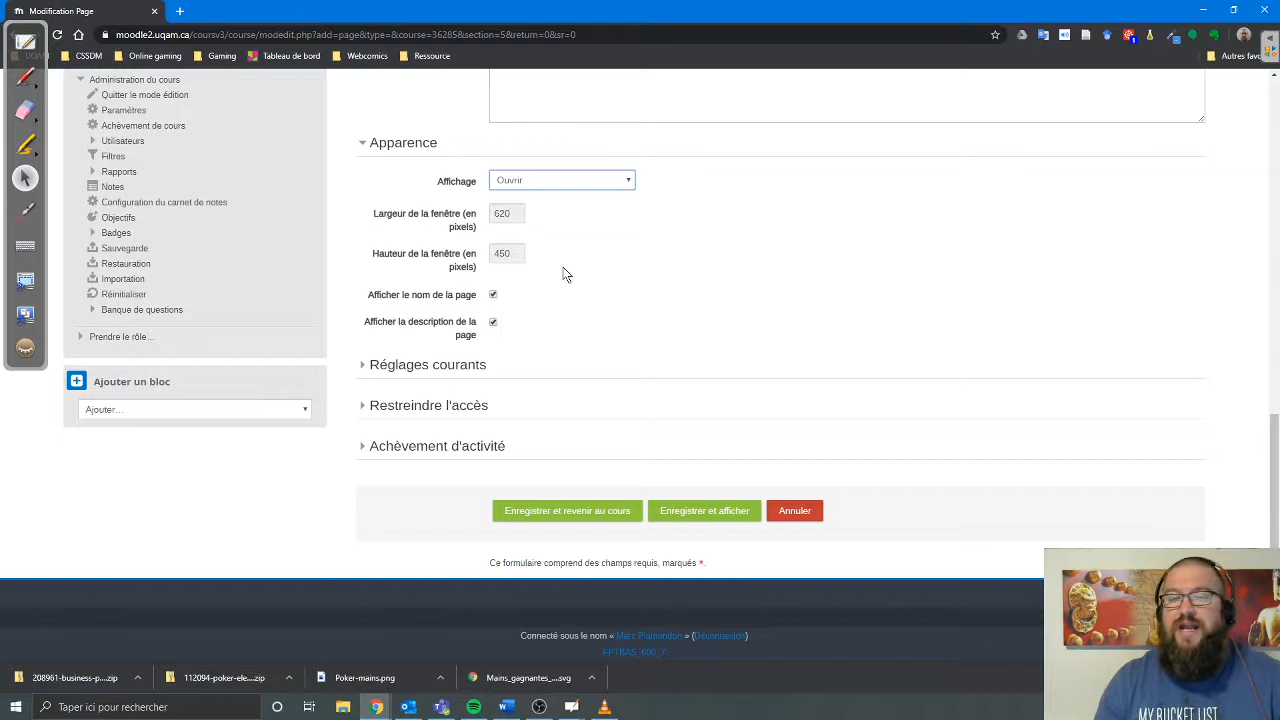 Modification Page
moodle2.uqam.ca/coursv3/course/modedit.php?add=page&type=&course=36285&section=5&return=0&sr=0
CSSDM
Online gaming
Gaming
Tableau de bord
Webcomics
Ressource
Autres favo
Administration du cours
Quitter le mode édition
Paramètres
Achèvement de cours
Utilisateurs
Filtres
Rapports
Notes
Configuration du carnet de notes
Objectifs
Badges
Sauvegarde
Restauration
Importation
Réinitialiser
Banque de questions
Prendre le rôle…
Ajouter un bloc
Ajouter…
Apparence
Affichage
Ouvrir
Largeur de la fenêtre (en
pixels)
620
Hauteur de la fenêtre (en
pixels)
450
Afficher le nom de la page
Afficher la description de la
page
Réglages courants
Restreindre l'accès
Achèvement d'activité
Enregistrer et revenir au cours
Enregistrer et afficher
Annuler
Ce formulaire comprend des champs requis, marqués *.
Connecté sous le nom « Marc Plamondon » (Déconnexion)
FPTBAS_600_7
208961-business-p....zip
112094-poker-ele....zip
Poker-mains.png
Mains_gagnantes_....svg
Taper ici pour rechercher
MY BUCKET LIST